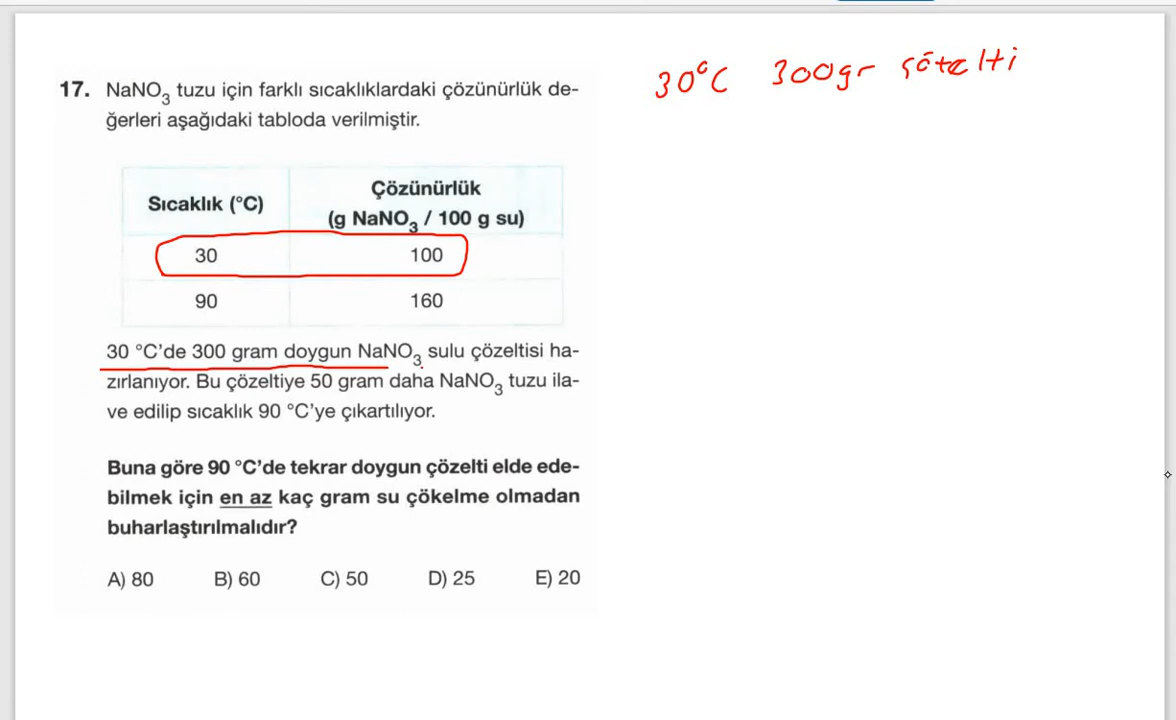 30°C 300gr çözelti
17. NaNO3 tuzu için farklı sıcaklıklardaki çözünürlük de-
ğerleri aşağıdaki tabloda verilmiştir.
Sıcaklık (°C) Çözünürlük
(g NaNO3 / 100 g su)
30 100
90 160
30 °C'de 300 gram doygun NaNO3 sulu çözeltisi ha-
zırlanıyor. Bu çözeltiye 50 gram daha NaNO3 tuzu ila-
ve edilip sıcaklık 90 °C'ye çıkartılıyor.
Buna göre 90 °C'de tekrar doygun çözelti elde ede-
bilmek için en az kaç gram su çökelme olmadan
buharlaştırılmalıdır?
A) 80 B) 60 C) 50 D) 25 E) 20